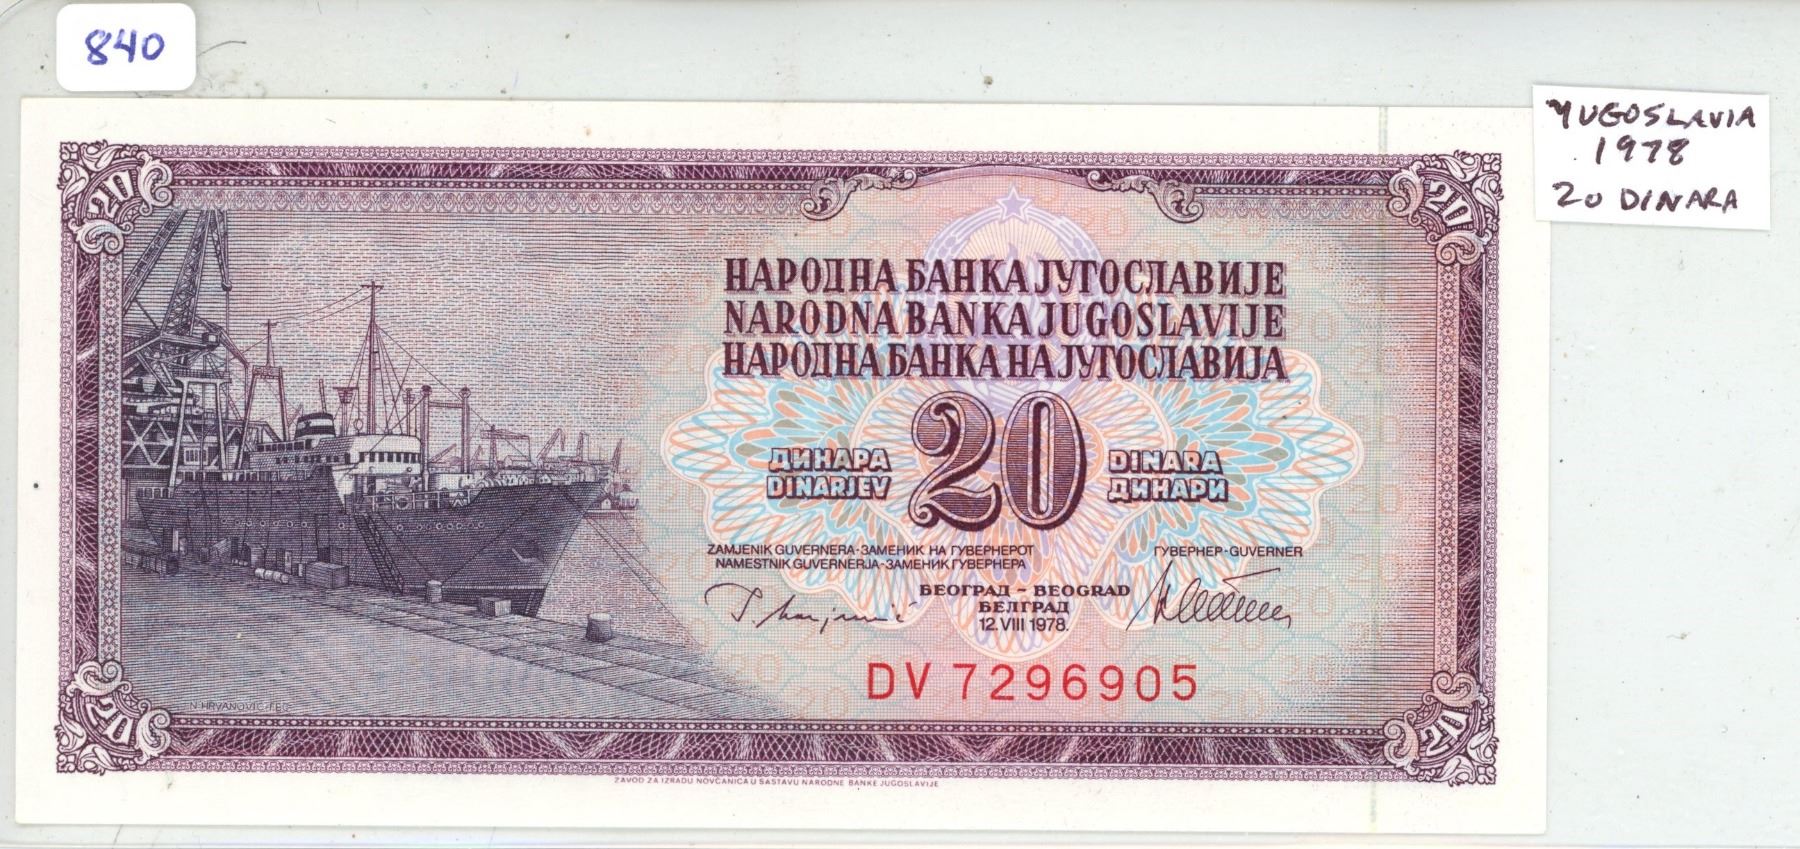 840
YUGOSLAVIA
1978
20 DINARA
20
20
НАРОДНА БАНКА ЈУГОСЛАВИЈЕ
NARODNA BANKA JUGOSLAVIJE
НАРОДНА БАНКА НА ЈУГОСЛАВИЈА
ДИНАРА 20 DINARA
DINARJEV ДИНАРИ
ZAMJENIK GUVERNERA-ЗАМЕНИК НА ГУВЕРНЕРОТ
NAMESTNIK GUVERNERJA-ЗАМЕНИК ГУВЕРНЕРА
ГУВЕРНЕР-GUVERNER
БЕОГРАД - BEOGRAD
БЕЛГРАД
12.VIII 1978.
DV 7296905
N. HRVANOVIĆ FEC.
20
20
ZAVOD ZA IZRADU NOVČANICA U SASTAVU NARODNE BANKE JUGOSLAVIJE